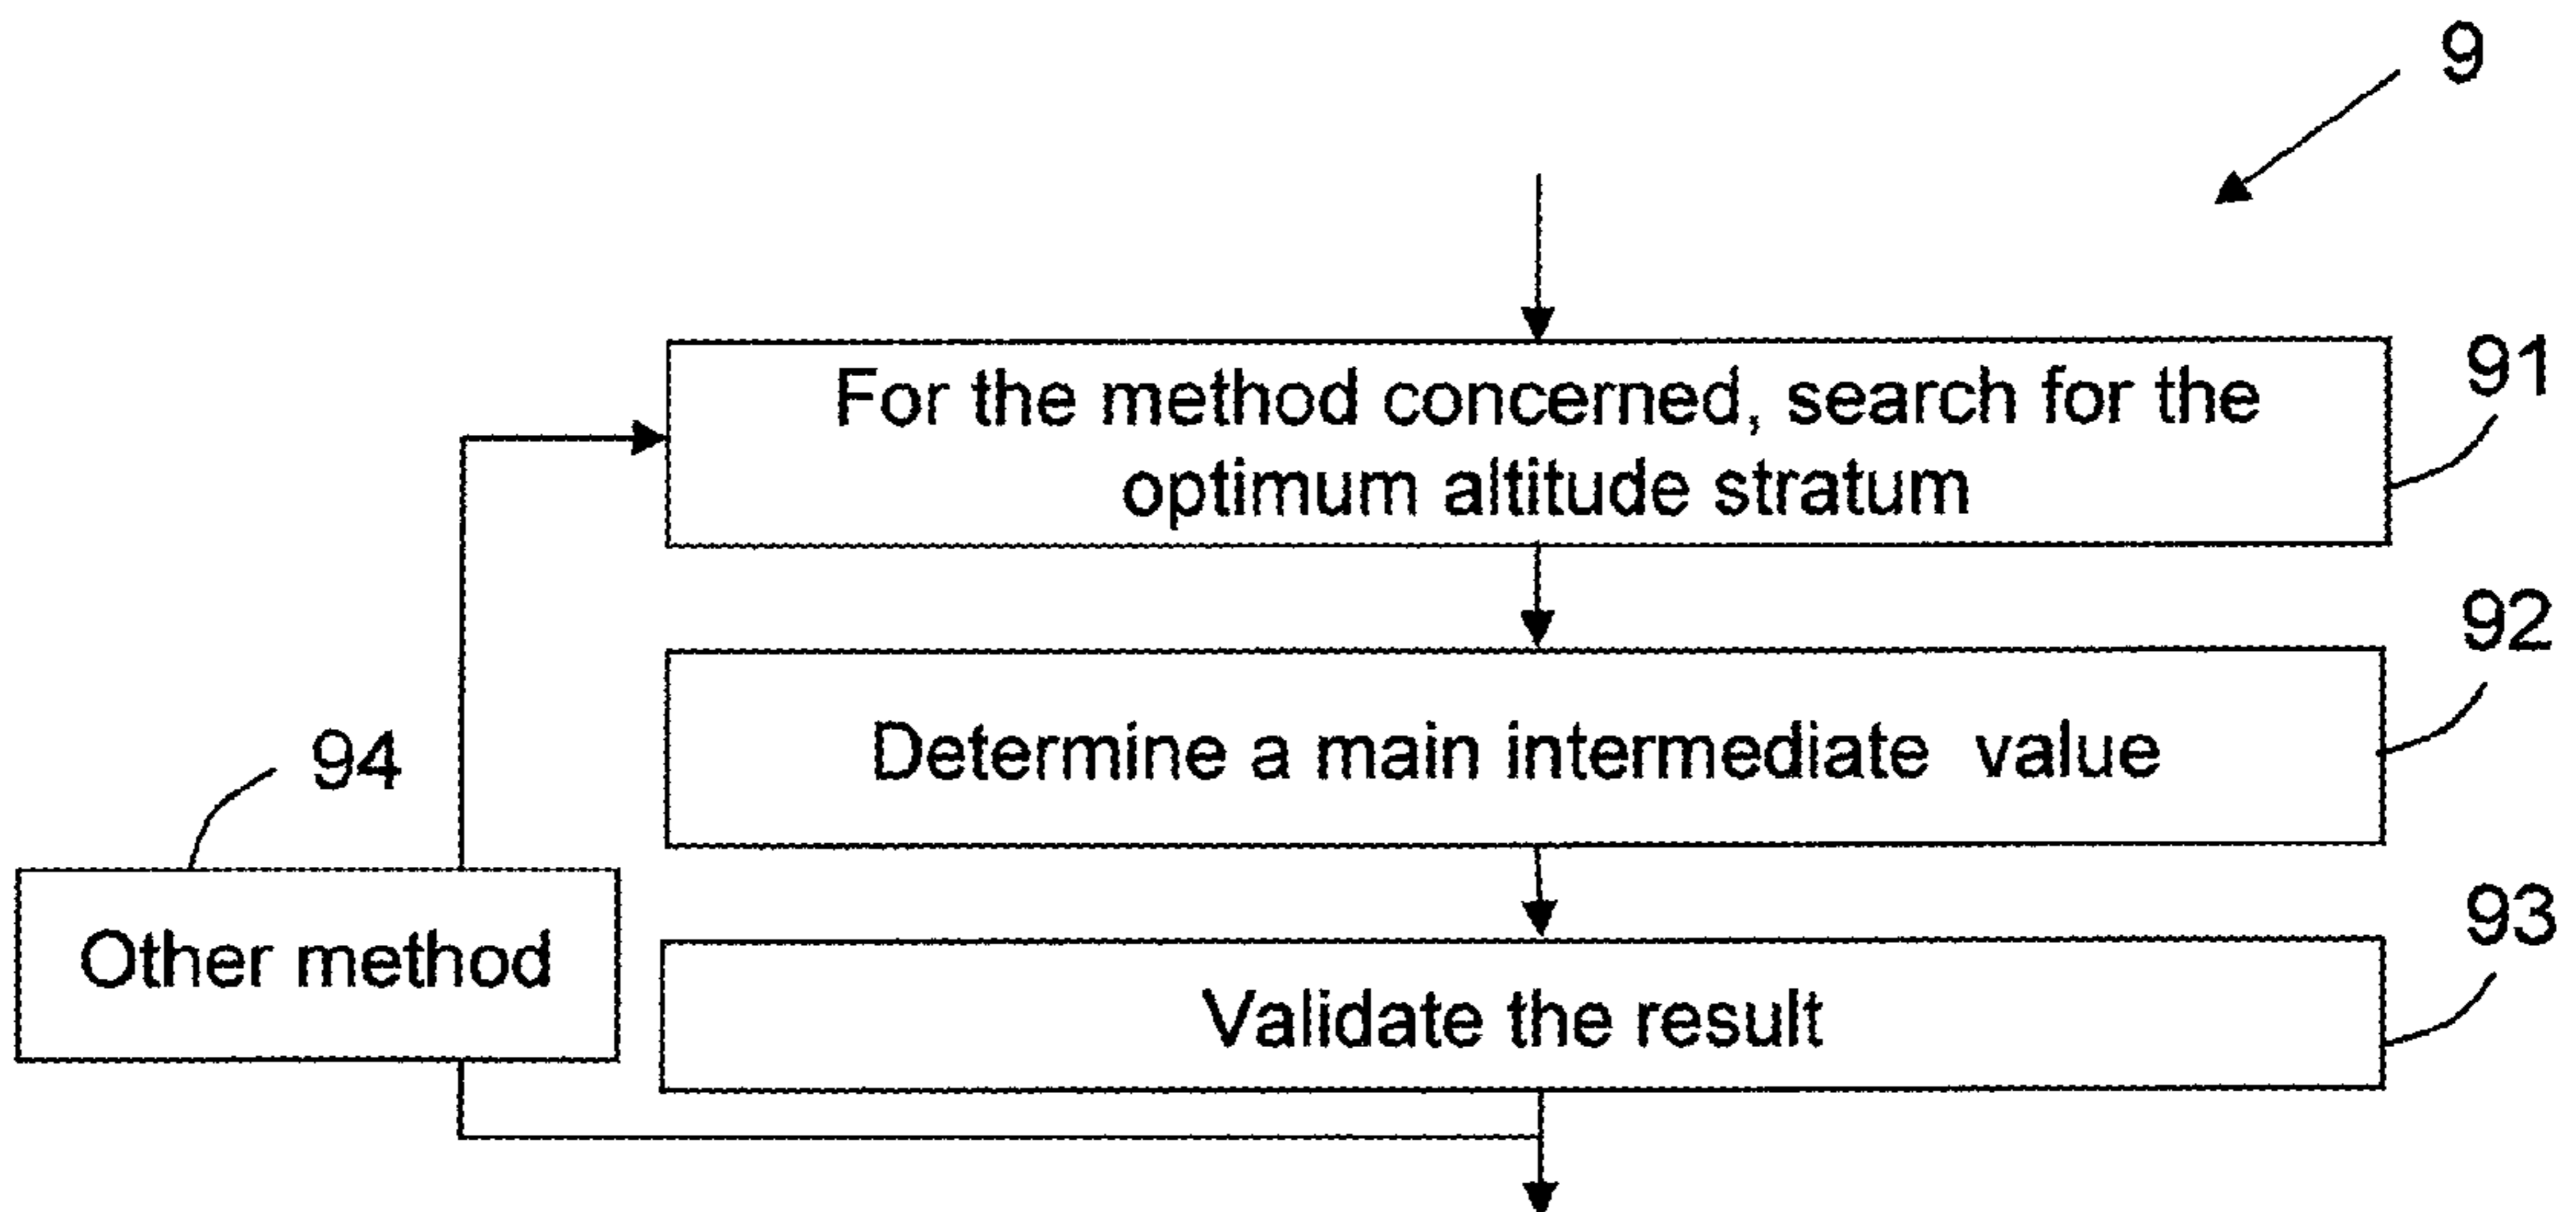 9
For the method concerned, search for the
optimum altitude stratum
91
Determine a main intermediate value
92
94
Other method
Validate the result
93